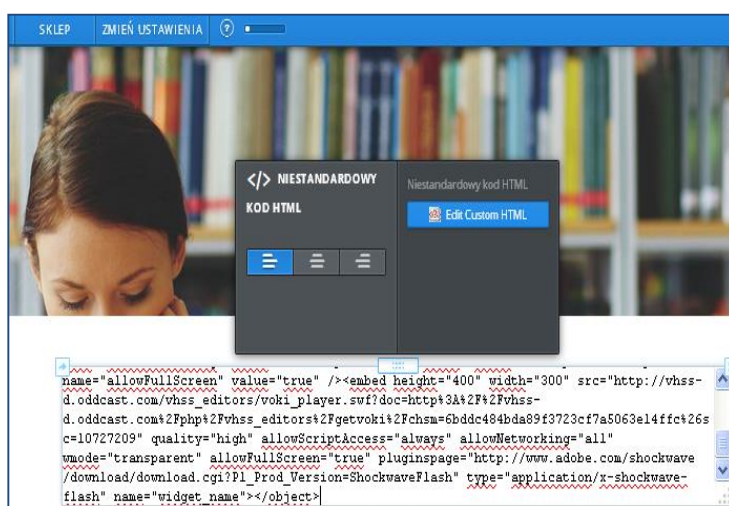 SKLEP ZMIEŃ USTAWIENIA ?
</> NIESTANDARDOWY
KOD HTML
Niestandardowy kod HTML
Edit Custom HTML
name="allowFullScreen" value="true" /><embed height="400" width="300" src="http://vhss-
d.oddcast.com/vhss_editors/voki_player.swf?doc=http%3A%2F%2Fvhss-
d.oddcast.com%2Fphp%2Fvhss_editors%2Fgetvoki%2Fchsm=6bddc484bda89f3723cf7a5063e14ffc%26s
c=10727209" quality="high" allowScriptAccess="always" allowNetworking="all"
wmode="transparent" allowFullScreen="true" pluginspage="http://www.adobe.com/shockwave
/download/download.cgi?P1_Prod_Version=ShockwaveFlash" type="application/x-shockwave-
flash" name="widget_name"></object>